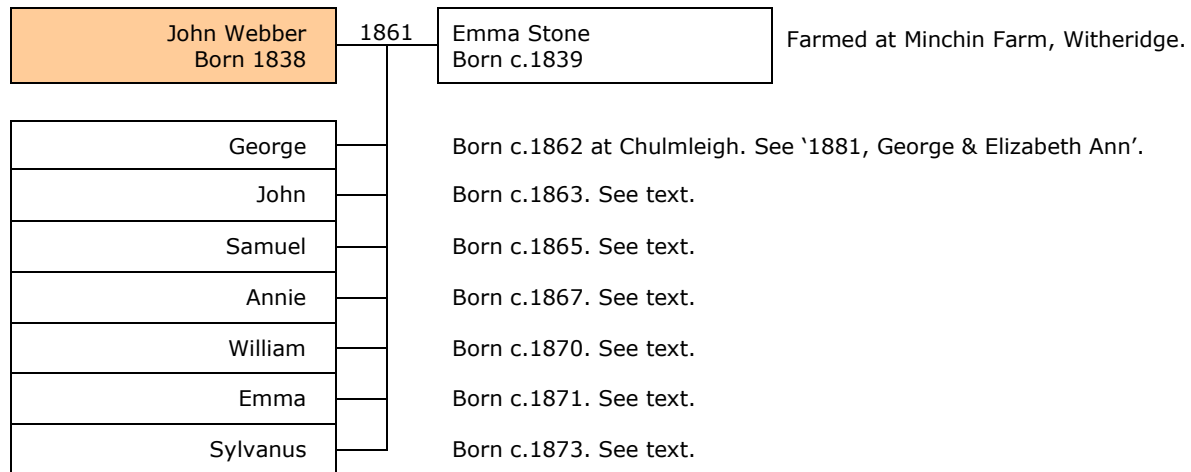 John Webber
Born 1838
1861
Emma Stone
Born c.1839
Farmed at Minchin Farm, Witheridge.
George
Born c.1862 at Chulmleigh. See ‘1881, George & Elizabeth Ann’.
John
Born c.1863. See text.
Samuel
Born c.1865. See text.
Annie
Born c.1867. See text.
William
Born c.1870. See text.
Emma
Born c.1871. See text.
Sylvanus
Born c.1873. See text.